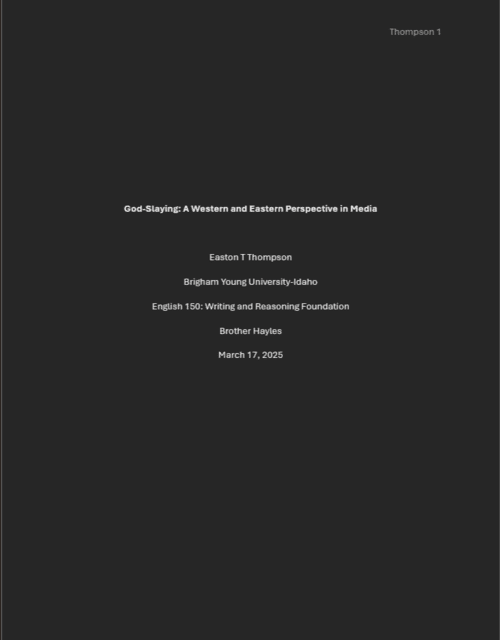 Thompson 1
God-Slaying: A Western and Eastern Perspective in Media
Easton T Thompson
Brigham Young University-Idaho
English 150: Writing and Reasoning Foundation
Brother Hayles
March 17, 2025